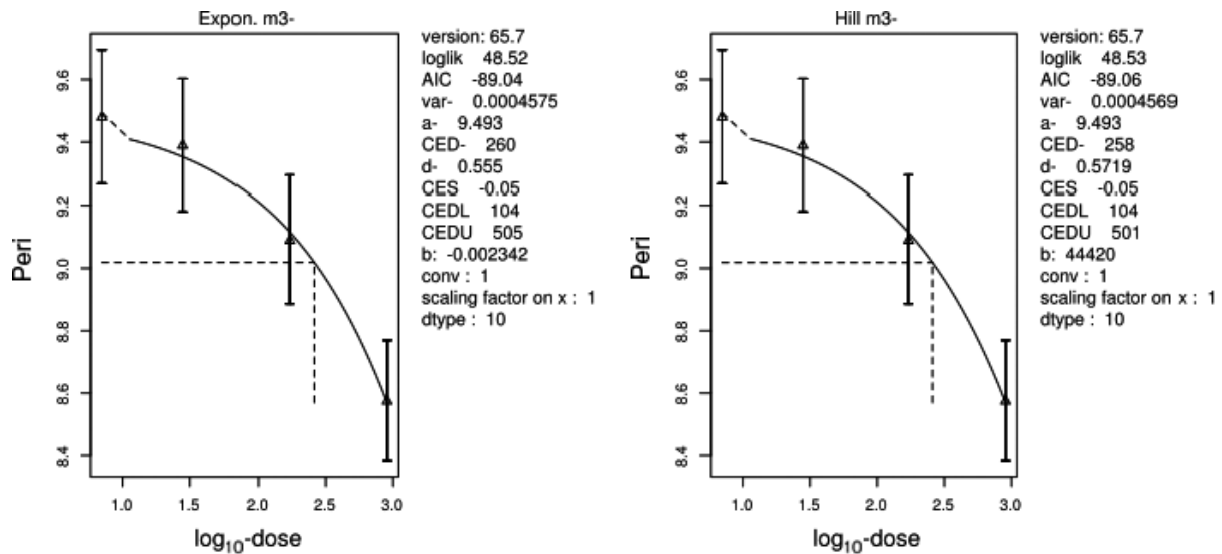 Expon. m3-
version: 65.7
loglik 48.52
AIC -89.04
var- 0.0004575
a- 9.493
CED- 260
d- 0.555
CES -0.05
CEDL 104
CEDU 505
b: -0.002342
conv : 1
scaling factor on x : 1
dtype : 10
Peri
9.6
9.4
9.2
9.0
8.8
8.6
8.4
1.0 1.5 2.0 2.5 3.0
log10-dose
Hill m3-
version: 65.7
loglik 48.53
AIC -89.06
var- 0.0004569
a- 9.493
CED- 258
d- 0.5719
CES -0.05
CEDL 104
CEDU 501
b: 44420
conv : 1
scaling factor on x : 1
dtype : 10
Peri
9.6
9.4
9.2
9.0
8.8
8.6
8.4
1.0 1.5 2.0 2.5 3.0
log10-dose